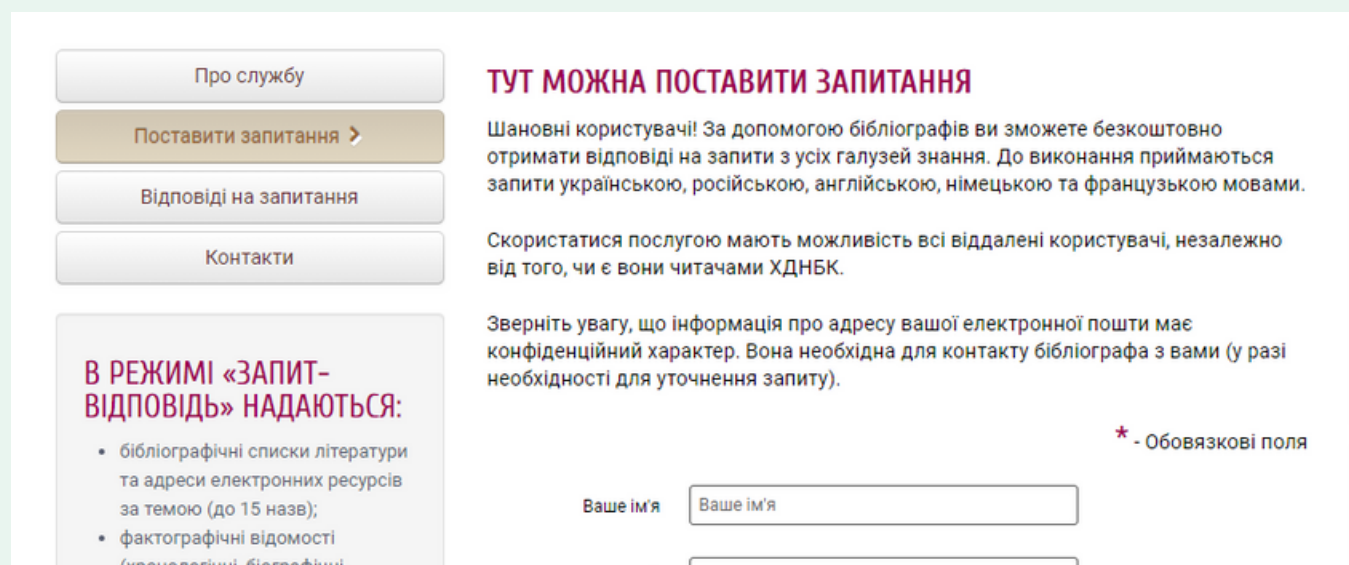 Про службу
Поставити запитання
Відповіді на запитання
Контакти
В РЕЖИМІ «ЗАПИТ-
ВІДПОВІДЬ» НАДАЮТЬСЯ:
• бібліографічні списки літератури
та адреси електронних ресурсів
за темою (до 15 назв);
• фактографічні відомості
ТУТ МОЖНА ПОСТАВИТИ ЗАПИТАННЯ
Шановні користувачі! За допомогою бібліографів ви зможете безкоштовно
отримати відповіді на запити з усіх галузей знання. До виконання приймаються
запити українською, російською, англійською, німецькою та французькою мовами.
Скористатися послугою мають можливість всі віддалені користувачі, незалежно
від того, чи є вони читачами ХДНБК.
Зверніть увагу, що інформація про адресу вашої електронної пошти має
конфіденційний характер. Вона необхідна для контакту бібліографа з вами (у разі
необхідності для уточнення запиту).
* - Обовязкові поля
Ваше ім'я Ваше ім'я